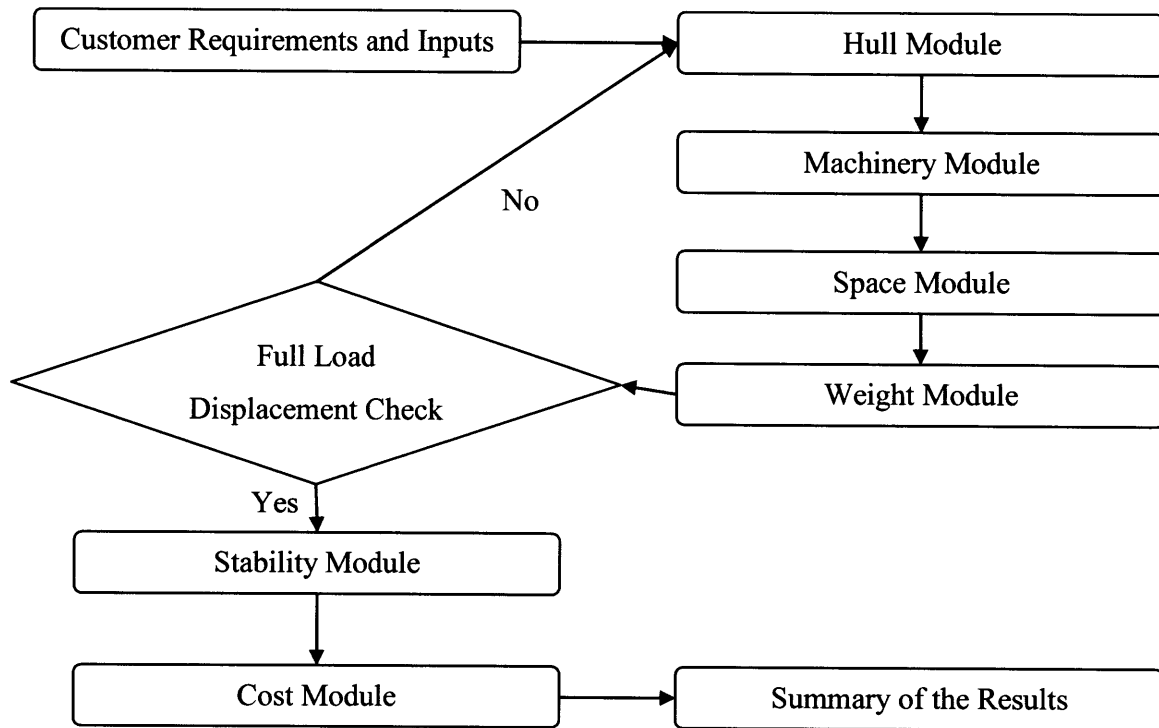 Customer Requirements and Inputs
Hull Module
Machinery Module
No
Space Module
Full Load
Displacement Check
Weight Module
Yes
Stability Module
Cost Module
Summary of the Results